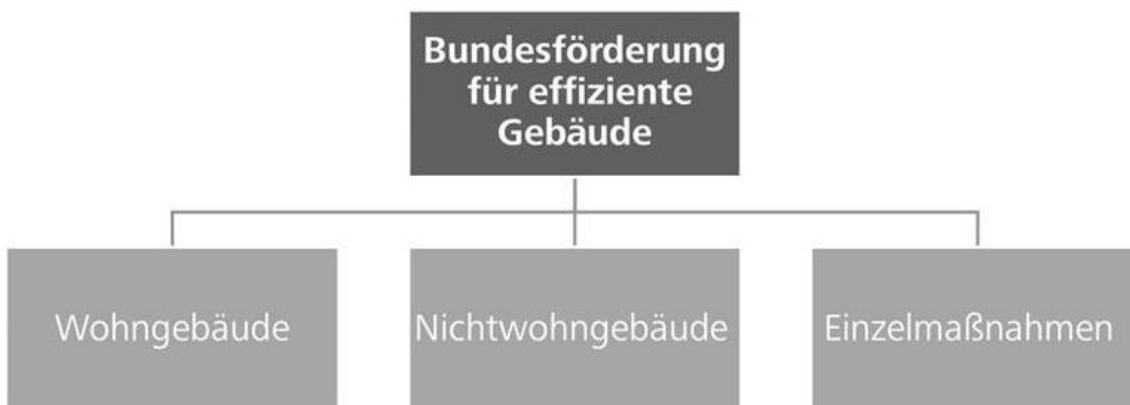 Bundesförderung
für effiziente
Gebäude
Wohngebäude
Nichtwohngebäude
Einzelmaßnahmen